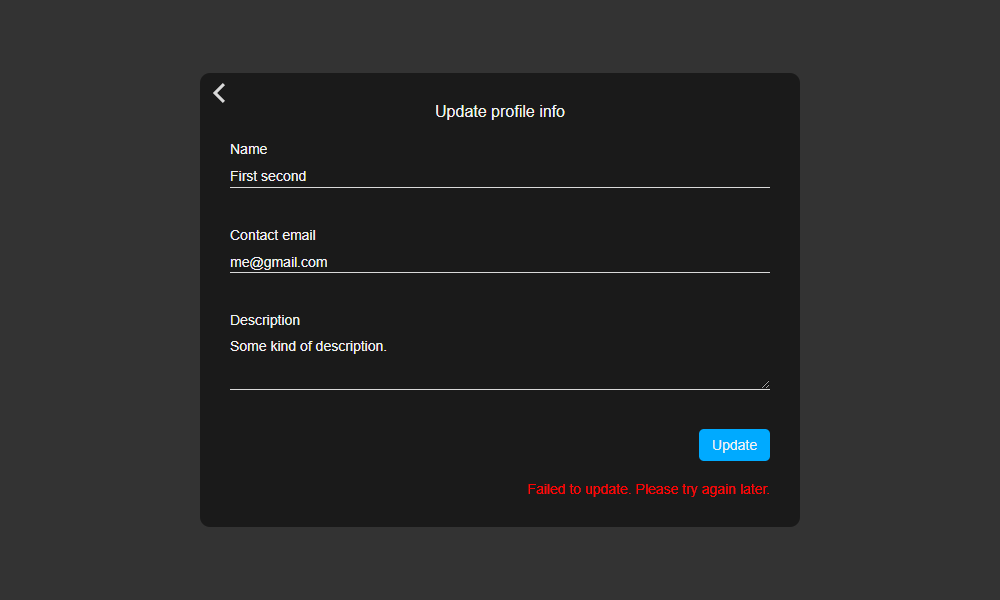 Update profile info
Name
First second
Contact email
me@gmail.com
Description
Some kind of description.
Update
Failed to update. Please try again later.